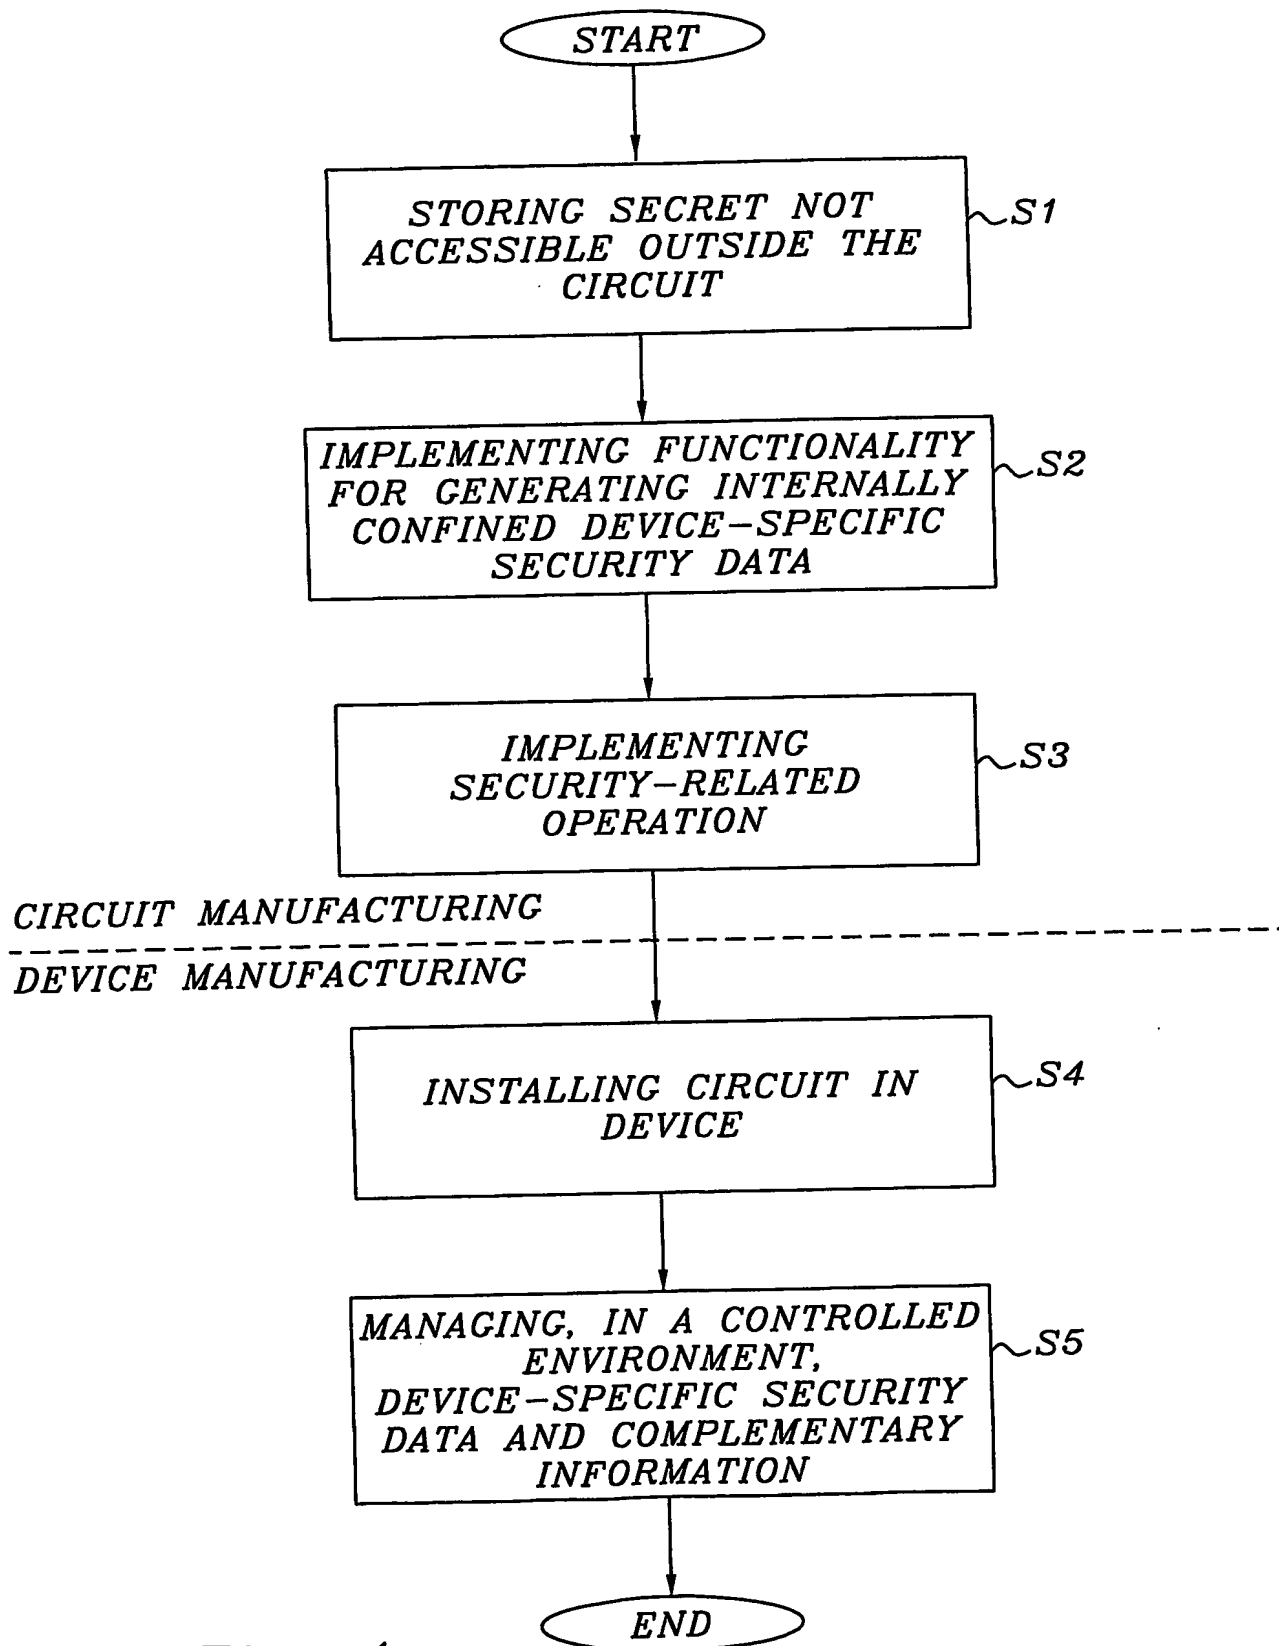 START
STORING SECRET NOT
ACCESSIBLE OUTSIDE THE
CIRCUIT
S1
IMPLEMENTING FUNCTIONALITY
FOR GENERATING INTERNALLY
CONFINED DEVICE-SPECIFIC
SECURITY DATA
S2
IMPLEMENTING
SECURITY-RELATED
OPERATION
S3
CIRCUIT MANUFACTURING
DEVICE MANUFACTURING
INSTALLING CIRCUIT IN
DEVICE
S4
MANAGING, IN A CONTROLLED
ENVIRONMENT,
DEVICE-SPECIFIC SECURITY
DATA AND COMPLEMENTARY
INFORMATION
S5
END